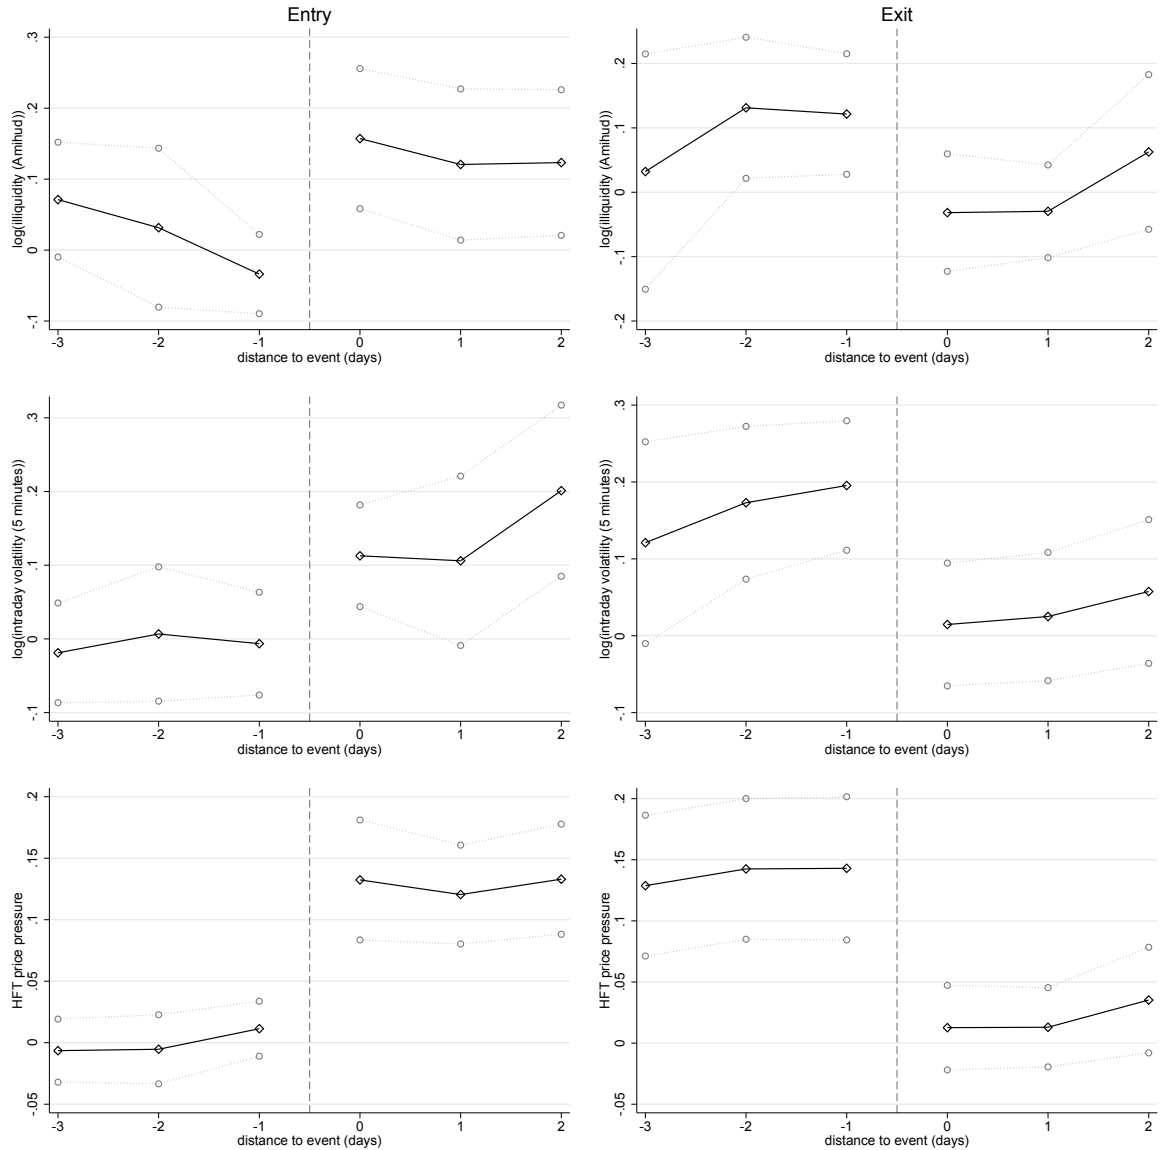 Entry
Exit
log(illiquidity (Amihud))
.3
.2
.1
0
-.1
-3 -2 -1 0 1 2
distance to event (days)
log(illiquidity (Amihud))
.2
.1
0
-.1
-.2
-3 -2 -1 0 1 2
distance to event (days)
log(intraday volatility (5 minutes))
.3
.2
.1
0
-.1
-3 -2 -1 0 1 2
distance to event (days)
log(intraday volatility (5 minutes))
.3
.2
.1
0
-.1
-3 -2 -1 0 1 2
distance to event (days)
HFT price pressure
.2
.15
.1
.05
0
-.05
-3 -2 -1 0 1 2
distance to event (days)
HFT price pressure
.2
.15
.1
.05
0
-.05
-3 -2 -1 0 1 2
distance to event (days)